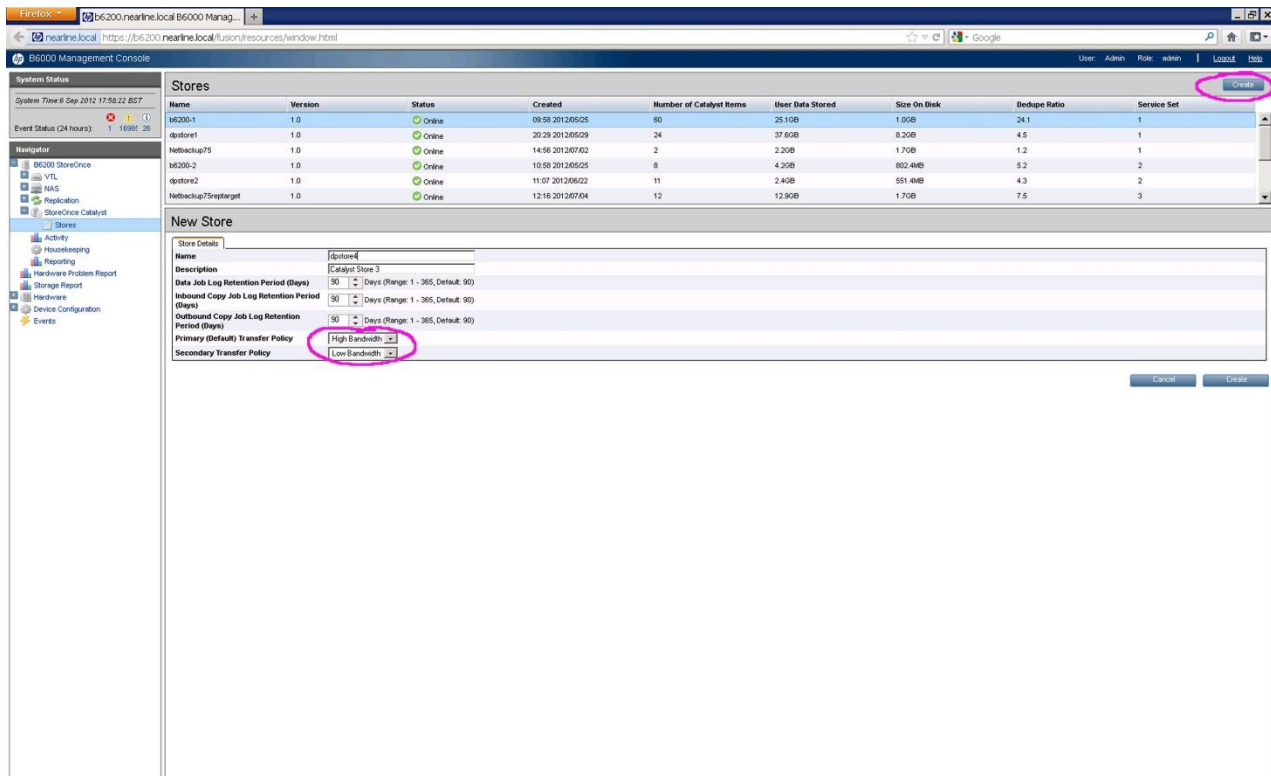 Firefox
b6200.nearline.local B6000 Manag...
nearline.local https://b6200.nearline.local/fusion/resources/window.html
Google
hp B6000 Management Console
User: Admin Role: admin | Logout Help
System Status
System Time:6 Sep 2012 17:58:22 BST
Event Status (24 hours): 1 16985 26
Navigator
B6200 StoreOnce
VTL
NAS
Replication
StoreOnce Catalyst
Stores
Activity
Housekeeping
Reporting
Hardware Problem Report
Storage Report
Hardware
Device Configuration
Events
Stores
Create
Name Version Status Created Number of Catalyst Items User Data Stored Size On Disk Dedupe Ratio Service Set
b6200-1 1.0 Online 09:58 2012/05/25 60 25.1GB 1.0GB 24.1 1
dpstore1 1.0 Online 20:29 2012/05/29 24 37.6GB 8.2GB 4.5 1
Netbackup75 1.0 Online 14:56 2012/07/02 2 2.2GB 1.7GB 1.2 1
b6200-2 1.0 Online 10:58 2012/05/25 8 4.2GB 802.4MB 5.2 2
dpstore2 1.0 Online 11:07 2012/06/22 11 2.4GB 551.4MB 4.3 2
Netbackup75reptarget 1.0 Online 12:16 2012/07/04 12 12.9GB 1.7GB 7.5 3
New Store
Store Details
Name dpstore4
Description Catalyst Store 3
Data Job Log Retention Period (Days) 90 Days (Range: 1 - 365, Default: 90)
Inbound Copy Job Log Retention Period (Days) 90 Days (Range: 1 - 365, Default: 90)
Outbound Copy Job Log Retention Period (Days) 90 Days (Range: 1 - 365, Default: 90)
Primary (Default) Transfer Policy High Bandwidth
Secondary Transfer Policy Low Bandwidth
Cancel Create